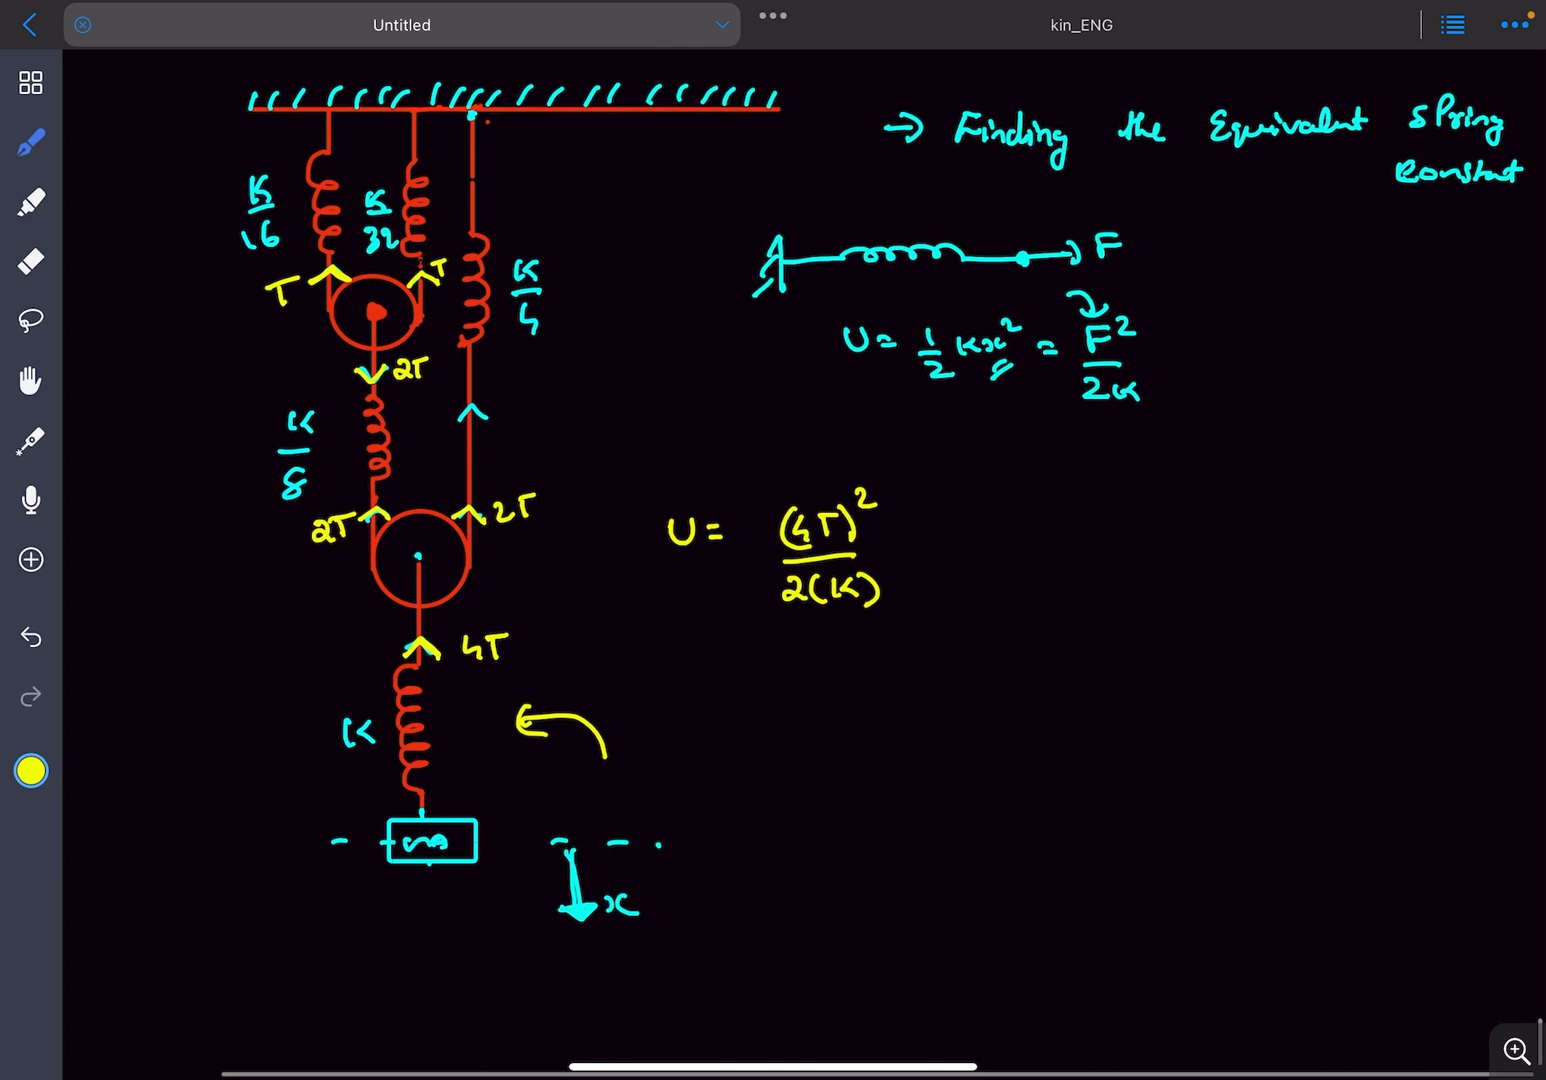 Untitled
kin_ENG
→ Finding the Equivalent spring
constant
K/16
K/32
K/4
T
T
F
U = 1/2 Kx² = F²/2K
2T
K/8
2T
2T
U = (4T)²/2(K)
4T
K
m
x